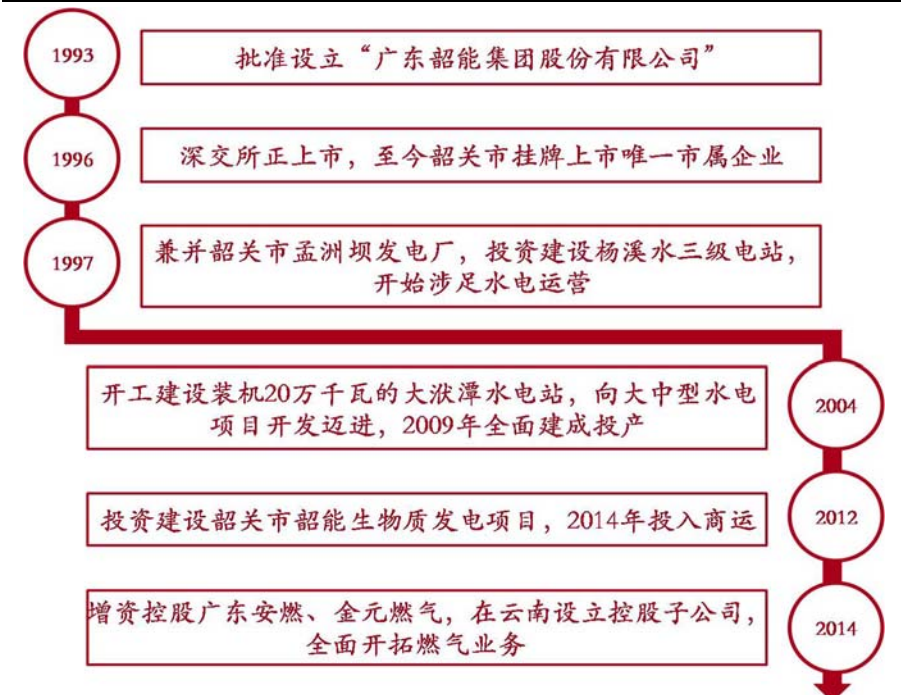 1993
批准设立“广东韶能集团股份有限公司”
1996
深交所正上市，至今韶关市挂牌上市唯一市属企业
1997
兼并韶关市孟洲坝发电厂，投资建设杨溪水三级电站，
开始涉足水电运营
开工建设装机20万千瓦的大洑潭水电站，向大中型水电
项目开发迈进，2009年全面建成投产
2004
投资建设韶关市韶能生物质发电项目，2014年投入商运
2012
增资控股广东安燃、金元燃气，在云南设立控股子公司，
全面开拓燃气业务
2014